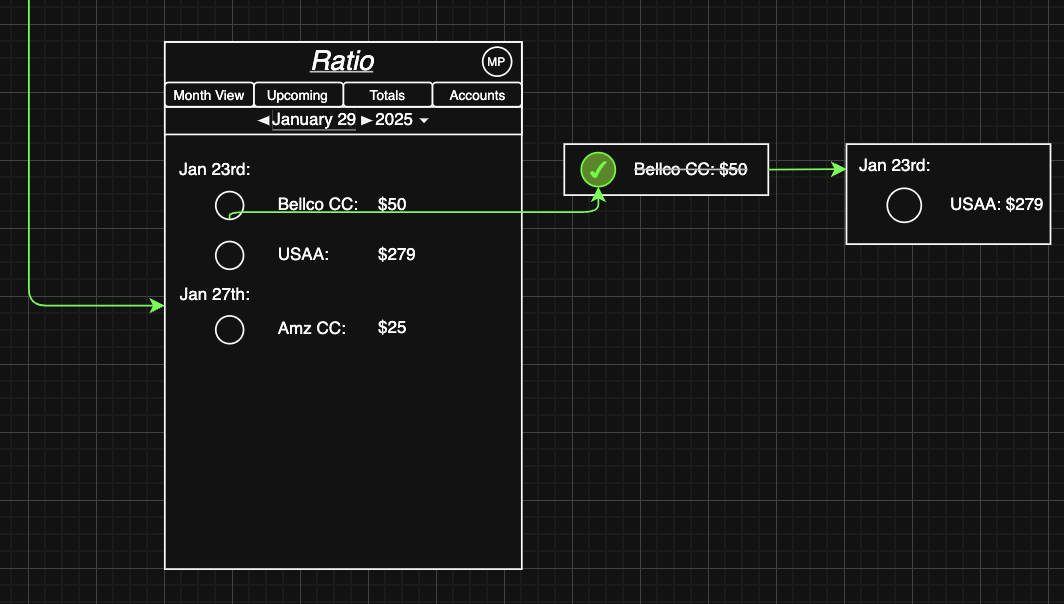 Ratio
MP
Month View
Upcoming
Totals
Accounts
◀January 29 ▶2025 ▾
Jan 23rd:
Bellco CC: $50
USAA: $279
Jan 27th:
Amz CC: $25
✓ Bellco CC: $50
Jan 23rd:
USAA: $279